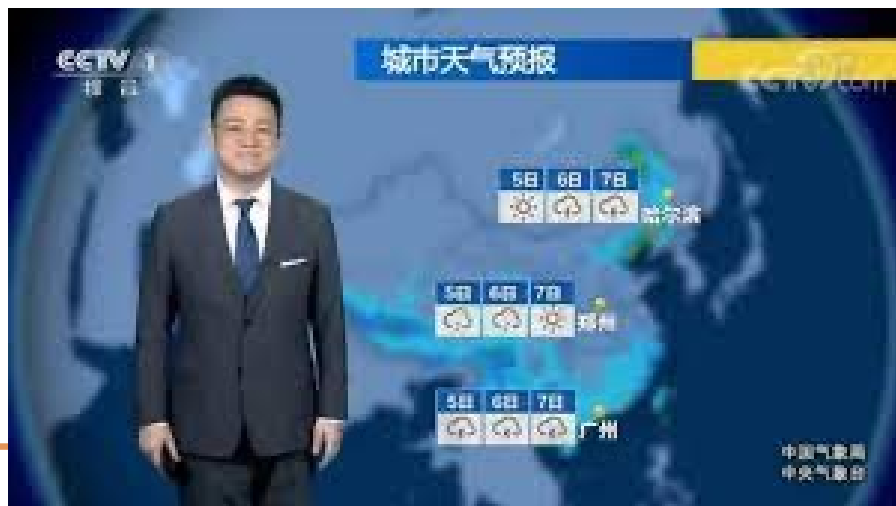 CCTV 1
综合
城市天气预报
5日 6日 7日
哈尔滨
5日 6日 7日
郑州
5日 6日 7日
广州
中国气象局
中央气象台